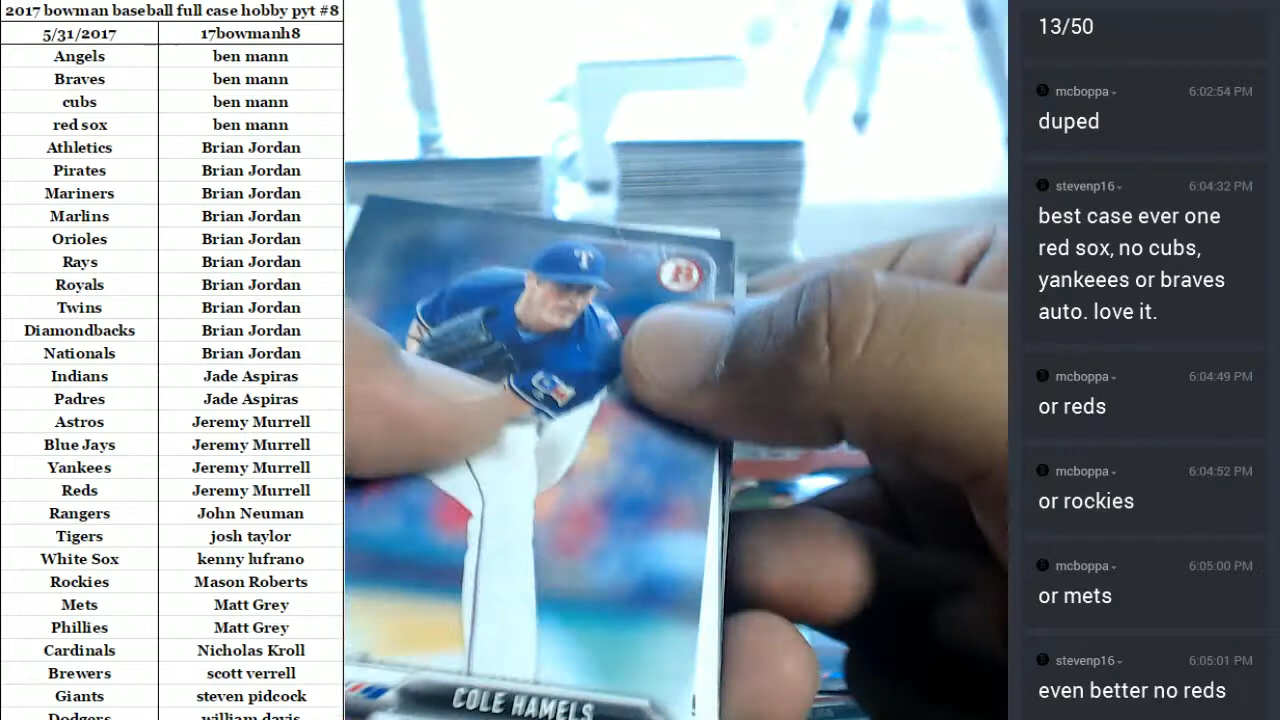 2017 bowman baseball full case hobby pyt #8
5/31/2017 17bowmanh8
Angels ben mann
Braves ben mann
cubs ben mann
red sox ben mann
Athletics Brian Jordan
Pirates Brian Jordan
Mariners Brian Jordan
Marlins Brian Jordan
Orioles Brian Jordan
Rays Brian Jordan
Royals Brian Jordan
Twins Brian Jordan
Diamondbacks Brian Jordan
Nationals Brian Jordan
Indians Jade Aspiras
Padres Jade Aspiras
Astros Jeremy Murrell
Blue Jays Jeremy Murrell
Yankees Jeremy Murrell
Reds Jeremy Murrell
Rangers John Neuman
Tigers josh taylor
White Sox kenny lufrano
Rockies Mason Roberts
Mets Matt Grey
Phillies Matt Grey
Cardinals Nicholas Kroll
Brewers scott verrell
Giants steven pidcock
Dodgers william davis
T
COLE HAMELS
13/50
mcboppa 6:02:54 PM
duped
stevenp16 6:04:32 PM
best case ever one
red sox, no cubs,
yankeees or braves
auto. love it.
mcboppa 6:04:49 PM
or reds
mcboppa 6:04:52 PM
or rockies
mcboppa 6:05:00 PM
or mets
stevenp16 6:05:01 PM
even better no reds